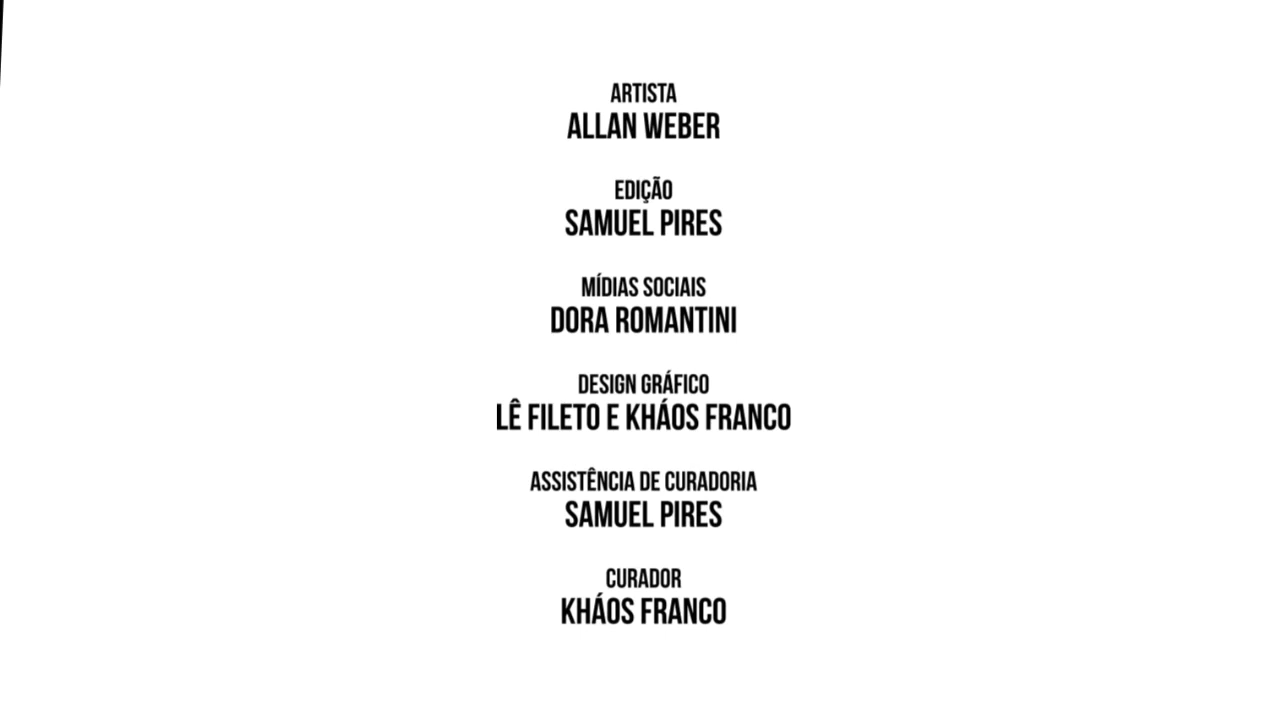 ARTISTA
ALLAN WEBER
EDIÇÃO
SAMUEL PIRES
MÍDIAS SOCIAIS
DORA ROMANTINI
DESIGN GRÁFICO
LÊ FILETO E KHÁOS FRANCO
ASSISTÊNCIA DE CURADORIA
SAMUEL PIRES
CURADOR
KHÁOS FRANCO